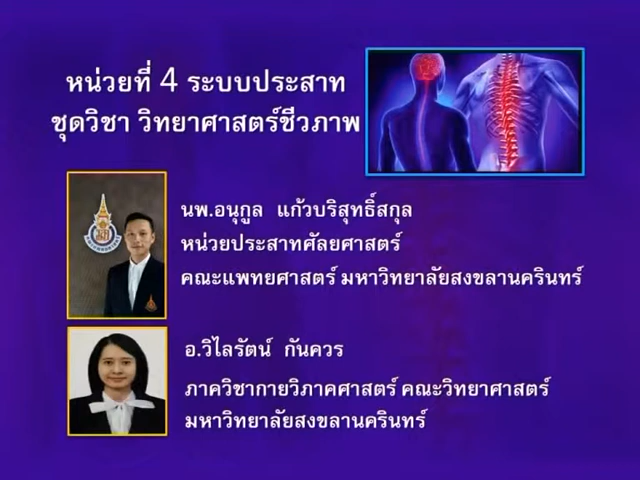 หน่วยที่ 4 ระบบประสาท
ชุดวิชา วิทยาศาสตร์ชีวภาพ
นพ.อนุกูล แก้วบริสุทธิ์สกุล
หน่วยประสาทศัลยศาสตร์
คณะแพทยศาสตร์ มหาวิทยาลัยสงขลานครินทร์
อ.วิไลรัตน์ กันควร
ภาควิชากายวิภาคศาสตร์ คณะวิทยาศาสตร์
มหาวิทยาลัยสงขลานครินทร์